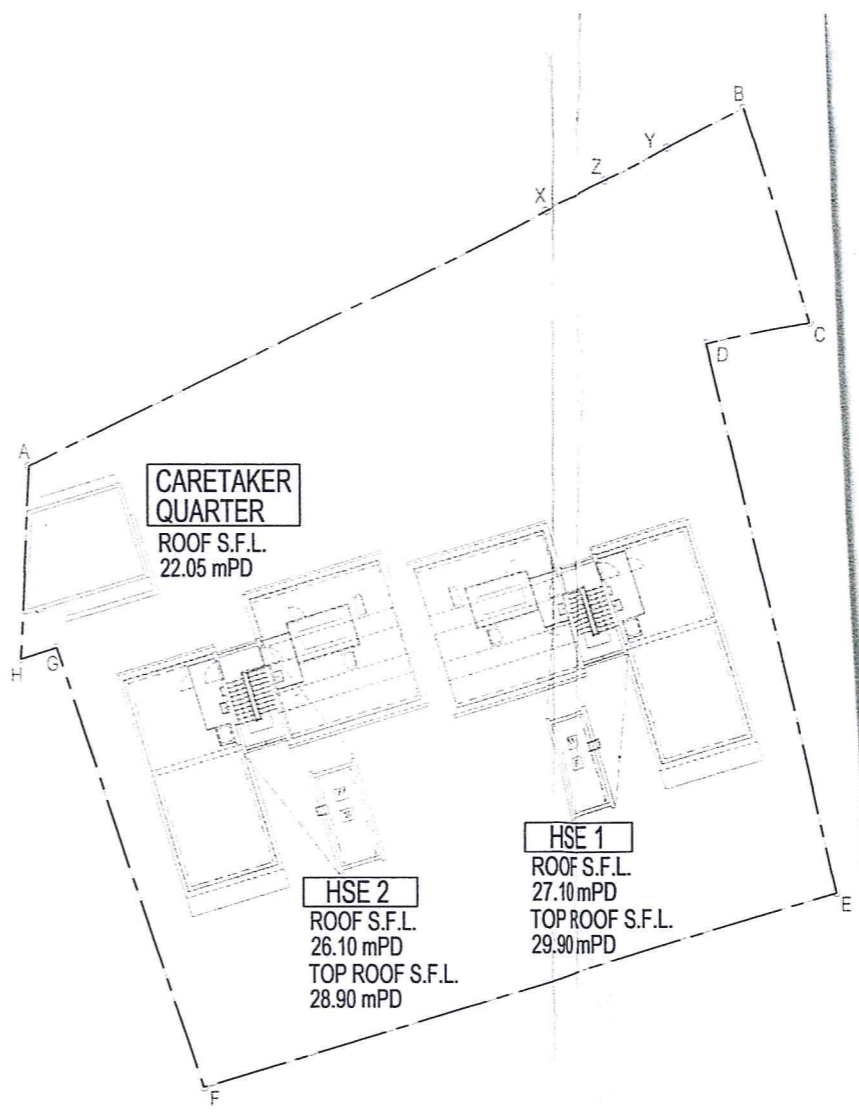 B
Y
Z
X
C
D
A
CARETAKER
QUARTER
ROOF S.F.L.
22.05 mPD
H
G
HSE 1
ROOF S.F.L.
27.10 mPD
TOP ROOF S.F.L.
29.90 mPD
HSE 2
ROOF S.F.L.
26.10 mPD
TOP ROOF S.F.L.
28.90 mPD
E
F